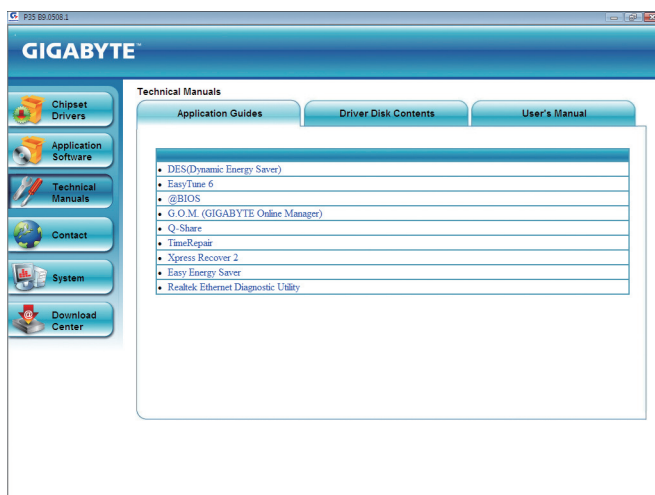 P35 B9.0508.1
GIGABYTE™
Technical Manuals
Chipset
Drivers
Application
Software
Technical
Manuals
Contact
System
Download
Center
Application Guides
Driver Disk Contents
User's Manual
• DES(Dynamic Energy Saver)
• EasyTune 6
• @BIOS
• G.O.M. (GIGABYTE Online Manager)
• Q-Share
• TimeRepair
• Xpress Recover 2
• Easy Energy Saver
• Realtek Ethernet Diagnostic Utility